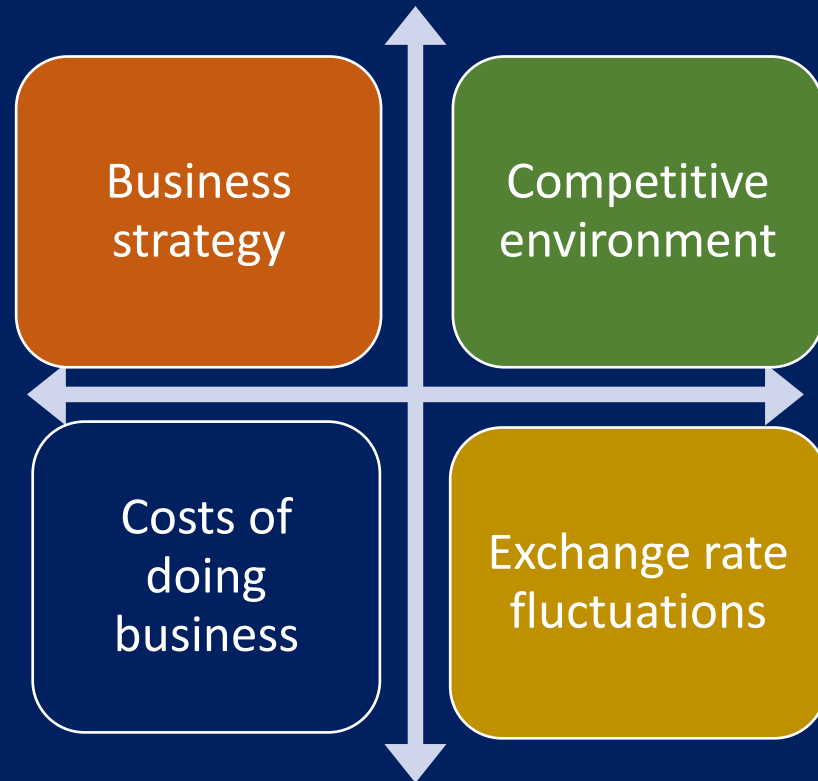 Business
strategy
Competitive
environment
Costs of
doing
business
Exchange rate
fluctuations